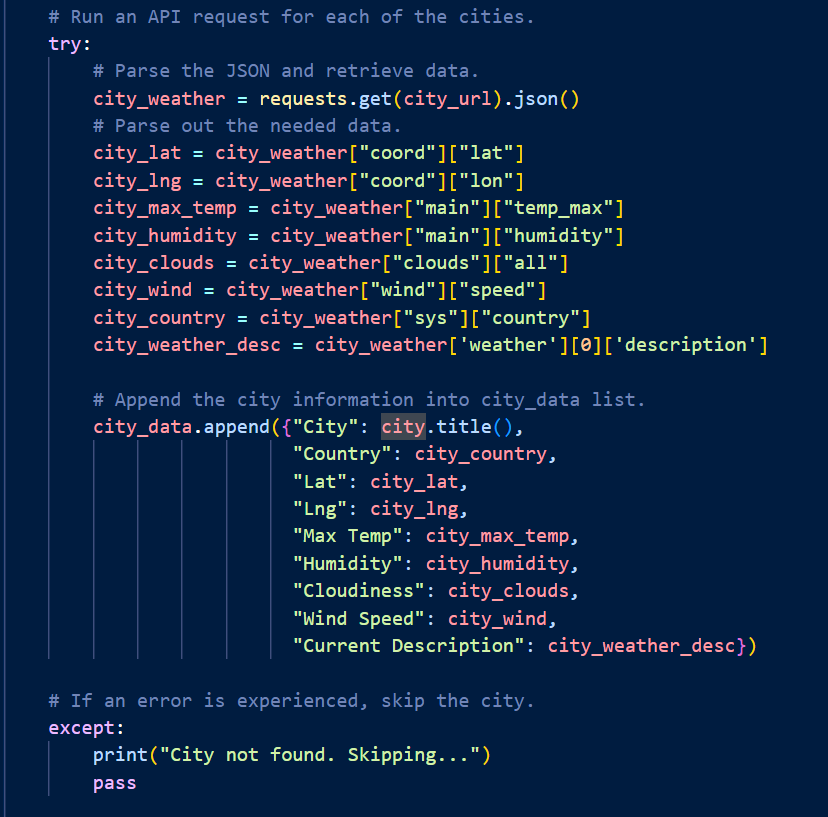 # Run an API request for each of the cities.
try:
# Parse the JSON and retrieve data.
city_weather = requests.get(city_url).json()
# Parse out the needed data.
city_lat = city_weather["coord"]["lat"]
city_lng = city_weather["coord"]["lon"]
city_max_temp = city_weather["main"]["temp_max"]
city_humidity = city_weather["main"]["humidity"]
city_clouds = city_weather["clouds"]["all"]
city_wind = city_weather["wind"]["speed"]
city_country = city_weather["sys"]["country"]
city_weather_desc = city_weather['weather'][0]['description']
# Append the city information into city_data list.
city_data.append({"City": city.title(),
"Country": city_country,
"Lat": city_lat,
"Lng": city_lng,
"Max Temp": city_max_temp,
"Humidity": city_humidity,
"Cloudiness": city_clouds,
"Wind Speed": city_wind,
"Current Description": city_weather_desc})
# If an error is experienced, skip the city.
except:
print("City not found. Skipping...")
pass